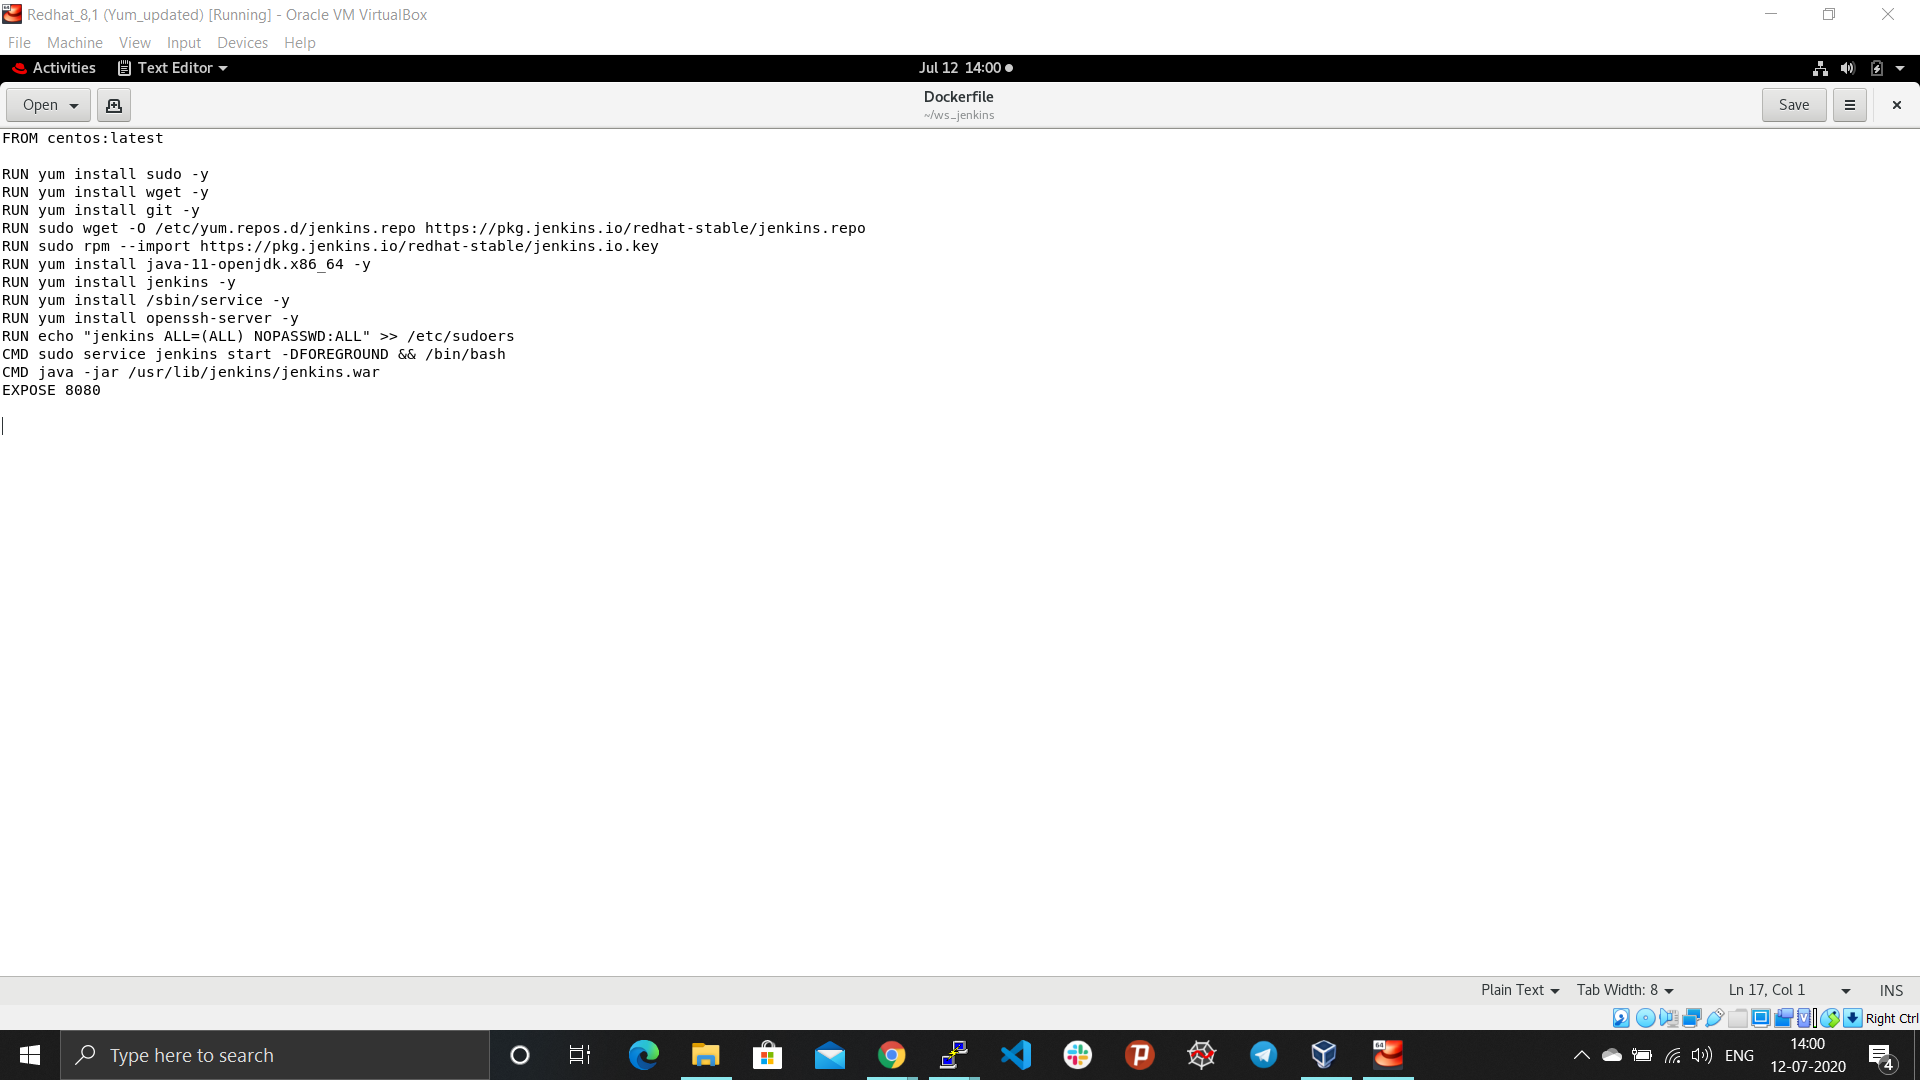 Redhat_8,1 (Yum_updated) [Running] - Oracle VM VirtualBox
File Machine View Input Devices Help
Activities Text Editor Jul 12 14:00
Open Dockerfile Save
~/ws_jenkins
FROM centos:latest
RUN yum install sudo -y
RUN yum install wget -y
RUN yum install git -y
RUN sudo wget -O /etc/yum.repos.d/jenkins.repo https://pkg.jenkins.io/redhat-stable/jenkins.repo
RUN sudo rpm --import https://pkg.jenkins.io/redhat-stable/jenkins.io.key
RUN yum install java-11-openjdk.x86_64 -y
RUN yum install jenkins -y
RUN yum install /sbin/service -y
RUN yum install openssh-server -y
RUN echo "jenkins ALL=(ALL) NOPASSWD:ALL" >> /etc/sudoers
CMD sudo service jenkins start -DFOREGROUND && /bin/bash
CMD java -jar /usr/lib/jenkins/jenkins.war
EXPOSE 8080
Plain Text Tab Width: 8 Ln 17, Col 1 INS
Right Ctrl
Type here to search
ENG
14:00
12-07-2020
4